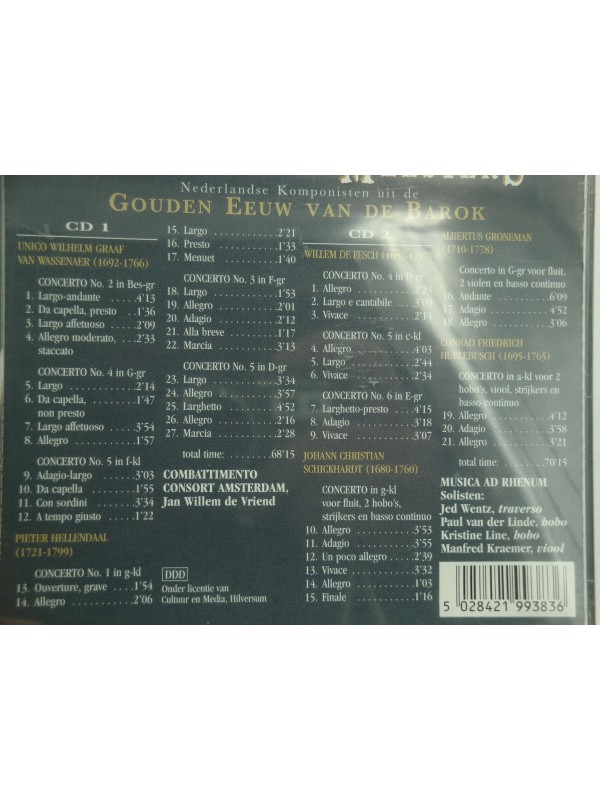 MEESTERS
Nederlandse Komponisten uit de
GOUDEN EEUW VAN DE BAROK
CD 1
UNICO WILHELM GRAAF
VAN WASSENAER (1692-1766)
CONCERTO No. 2 in Bes-gr
1. Largo-andante ....4'13
2. Da capella, presto ...1'36
3. Largo affetuoso .....2'09
4. Allegro moderato, ..2'33
staccato
CONCERTO No. 4 in G-gr
5. Largo ............2'14
6. Da capella, ........1'47
non presto
7. Largo affetuoso .....3'54
8. Allegro ...........1'57
CONCERTO No. 5 in f-kl
9. Adagio-largo .......3'03
10. Da capella ........1'55
11. Con sordini .......3'34
12. A tempo giusto .....1'22
PIETER HELLENDAAL
(1721-1799)
CONCERTO No. 1 in g-kl
13. Ouverture, grave ....1'54
14. Allegro ...........2'06
15. Largo ............2'21
16. Presto ............1'33
17. Menuet ...........1'40
CONCERTO No. 3 in F-gr
18. Largo ............1'53
19. Allegro ...........2'01
20. Adagio ...........2'12
21. Alla breve .........1'17
22. Marcia ...........3'13
CONCERTO No. 5 in D-gr
23. Largo ............3'34
24. Allegro ...........3'57
25. Larghetto .........4'52
26. Allegro ...........2'16
27. Marcia ...........2'28
total time: ..........68'15
COMBATTIMENTO
CONSORT AMSTERDAM,
Jan Willem de Vriend
DDD
Onder licentie van
Cultuur en Media, Hilversum
CD 2
WILLEM DE FESCH
CONCERTO No. 4 in D-gr
1. Allegro
2. Largo e cantabile ...3'09
3. Vivace
CONCERTO No. 5 in c-kl
4. Allegro ...........4'03
5. Largo ............2'44
6. Vivace ............2'34
CONCERTO No. 6 in E-gr
7. Larghetto-presto ....4'15
8. Adagio ...........3'18
9. Vivace ............3'07
JOHANN CHRISTIAN
SCHICKHARDT (1680-1760)
CONCERTO in g-kl
voor fluit, 2 hobo's,
strijkers en basso continuo
10. Allegro ...........3'53
11. Adagio ...........3'55
12. Un poco allegro .....2'39
13. Vivace ............3'32
14. Allegro ...........1'03
15. Finale ............1'16
ALBERTUS GRONEMAN
(1710-1778)
Concerto in G-gr voor fluit,
2 violen en basso continuo
16. Andante ..........6'09
17. Adagio ...........4'52
18. Allegro ...........3'06
CONRAD FRIEDRICH
HURLEBUSCH (1695-1765)
CONCERTO in a-kl voor 2
hobo's, viool, strijkers en
basso continuo
19. Allegro ...........4'12
20. Adagio ...........3'58
21. Allegro ...........3'21
total time: ..........70'15
MUSICA AD RHENUM
Solisten:
Jed Wentz, traverso
Paul van der Linde, hobo
Kristine Line, hobo
Manfred Kraemer, viool
5 028421 993836